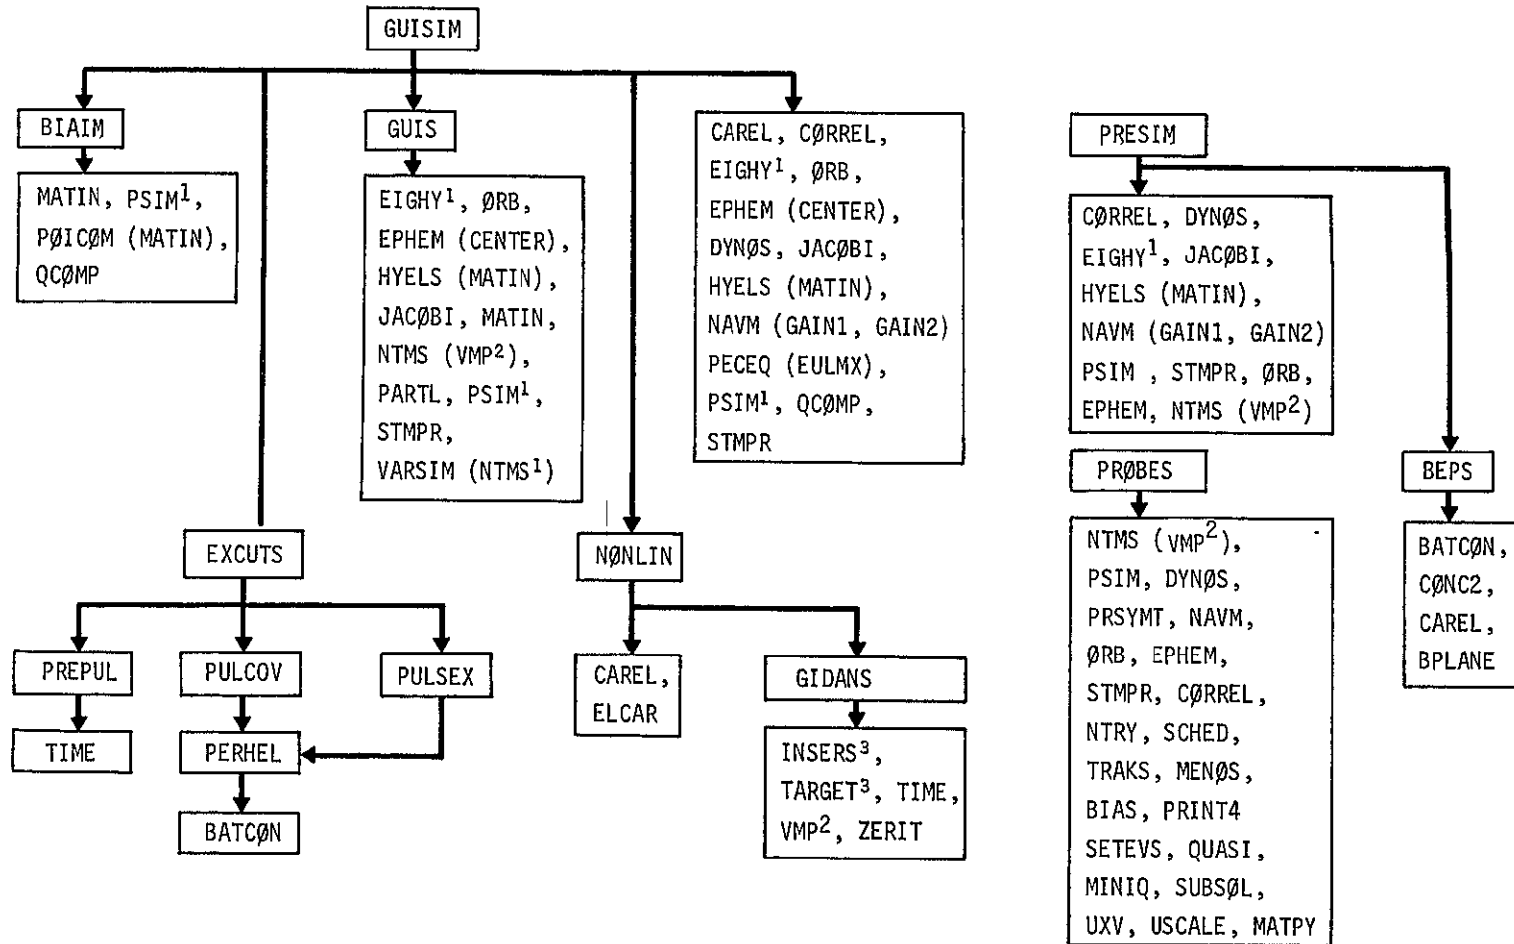 GUISIM
BIAIM
MATIN, PSIM¹,
PØICØM (MATIN),
QCØMP
GUIS
EIGHY¹, ØRB,
EPHEM (CENTER),
HYELS (MATIN),
JACØBI, MATIN,
NTMS (VMP²),
PARTL, PSIM¹,
STMPR,
VARSIM (NTMS¹)
CAREL, CØRREL,
EIGHY¹, ØRB,
EPHEM (CENTER),
DYNØS, JACØBI,
HYELS (MATIN),
NAVM (GAIN1, GAIN2)
PECEQ (EULMX),
PSIM¹, QCØMP,
STMPR
EXCUTS
PREPUL
TIME
PULCOV
PULSEX
PERHEL
BATCØN
NØNLIN
CAREL,
ELCAR
GIDANS
INSERS³,
TARGET³, TIME,
VMP², ZERIT
PRESIM
CØRREL, DYNØS,
EIGHY¹, JACØBI,
HYELS (MATIN),
NAVM (GAIN1, GAIN2)
PSIM , STMPR, ØRB,
EPHEM, NTMS (VMP²)
PRØBES
NTMS (VMP²),
PSIM, DYNØS,
PRSYMT, NAVM,
ØRB, EPHEM,
STMPR, CØRREL,
NTRY, SCHED,
TRAKS, MENØS,
BIAS, PRINT4
SETEVS, QUASI,
MINIQ, SUBSØL,
UXV, USCALE, MATPY
BEPS
BATCØN,
CØNC2,
CAREL,
BPLANE